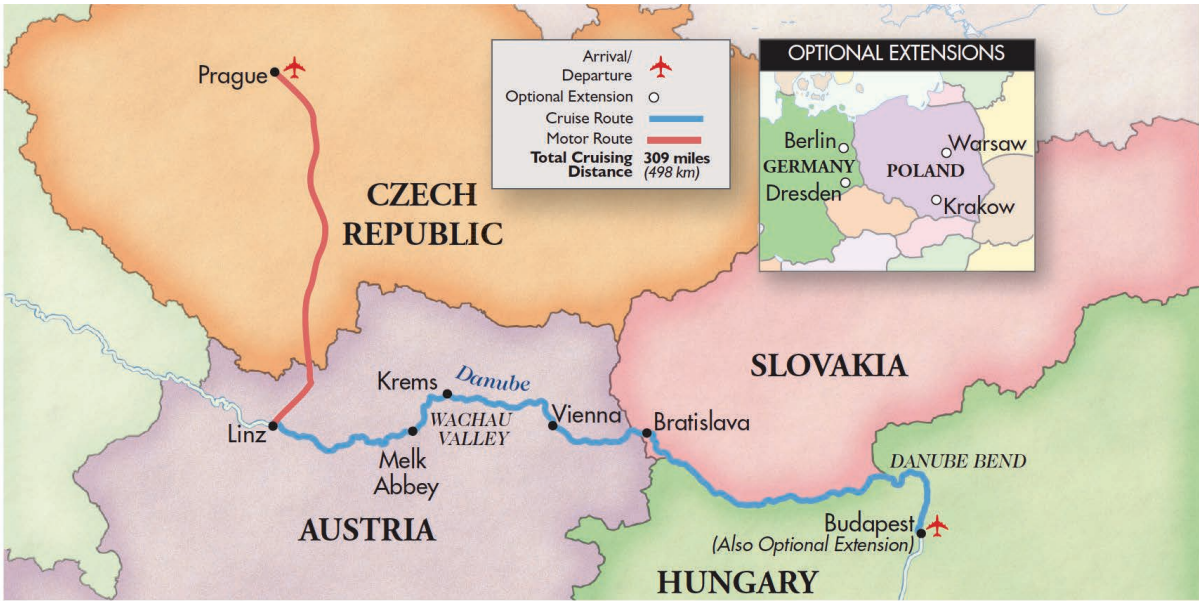 Prague
CZECH
REPUBLIC
Arrival/
Departure
Optional Extension
Cruise Route
Motor Route
Total Cruising 309 miles
Distance (498 km)
OPTIONAL EXTENSIONS
Berlin
GERMANY
Dresden
Warsaw
POLAND
Krakow
SLOVAKIA
Krems
Danube
WACHAU
VALLEY
Vienna
Bratislava
Linz
Melk
Abbey
AUSTRIA
DANUBE BEND
Budapest
(Also Optional Extension)
HUNGARY